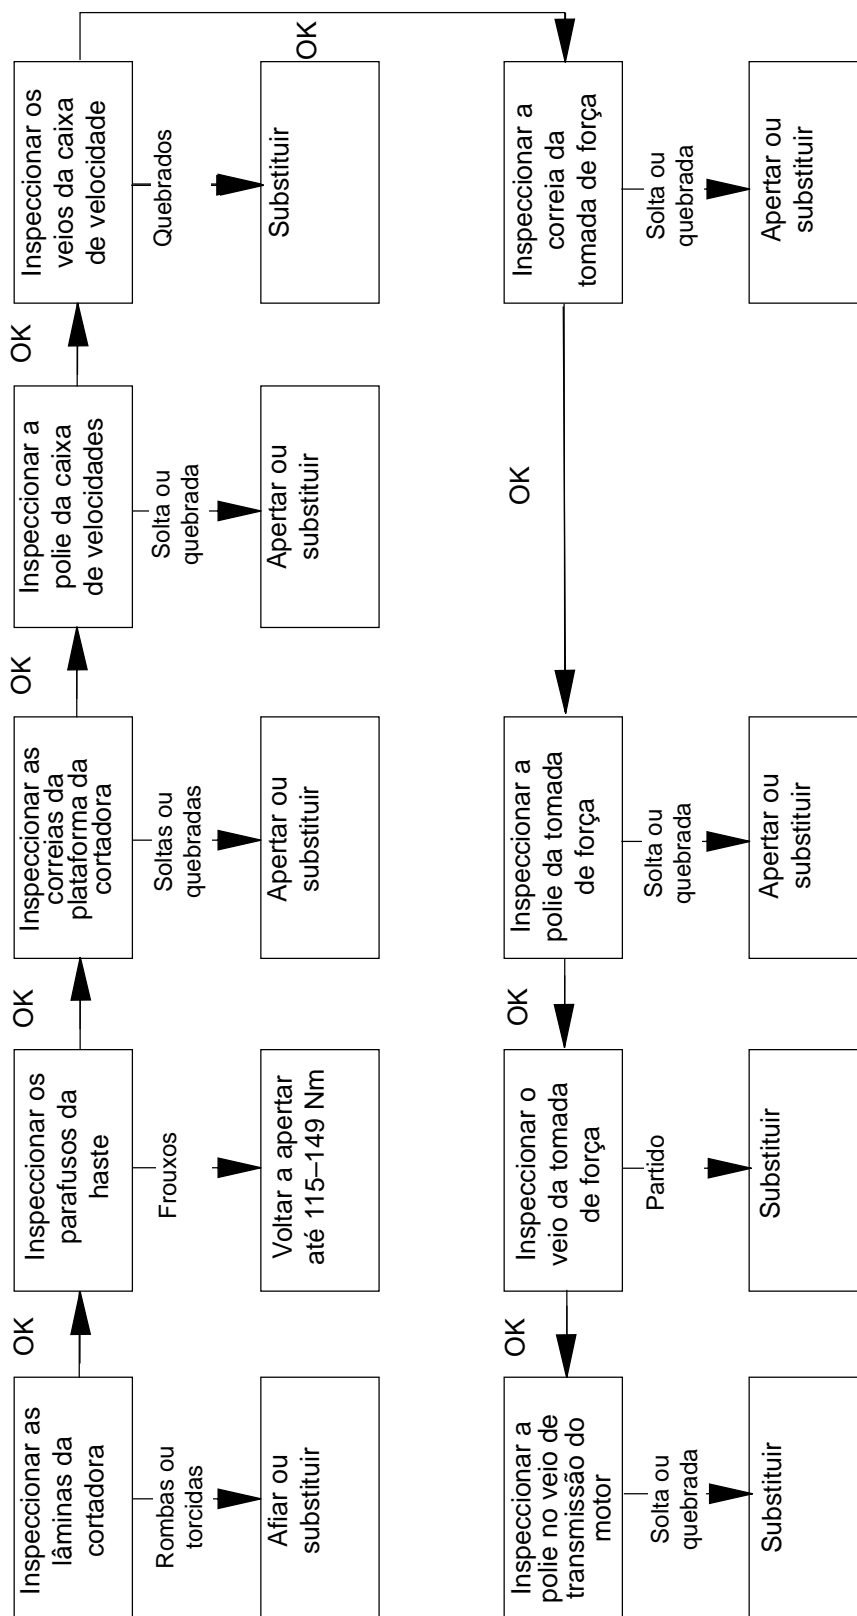 Inspeccionar as
lâminas da
cortadora
OK
Rombas ou
torcidas
Afiar ou
substituir
Inspeccionar os
parafusos da
haste
OK
Frouxos
Voltar a apertar
até 115–149 Nm
Inspeccionar as
correias da
plataforma da
cortadora
OK
Soltas ou
quebradas
Apertar ou
substituir
Inspeccionar a
polie da caixa
de velocidades
OK
Solta ou
quebrada
Apertar ou
substituir
Inspeccionar os
veios da caixa
de velocidade
OK
Quebrados
Substituir
Inspeccionar a
correia da
tomada de força
OK
Solta ou
quebrada
Apertar ou
substituir
Inspeccionar a
polie da tomada
de força
OK
Solta ou
quebrada
Apertar ou
substituir
Inspeccionar o
veio da tomada
de força
OK
Partido
Substituir
Inspeccionar a
polie no veio de
transmissão do
motor
Solta ou
quebrada
Substituir